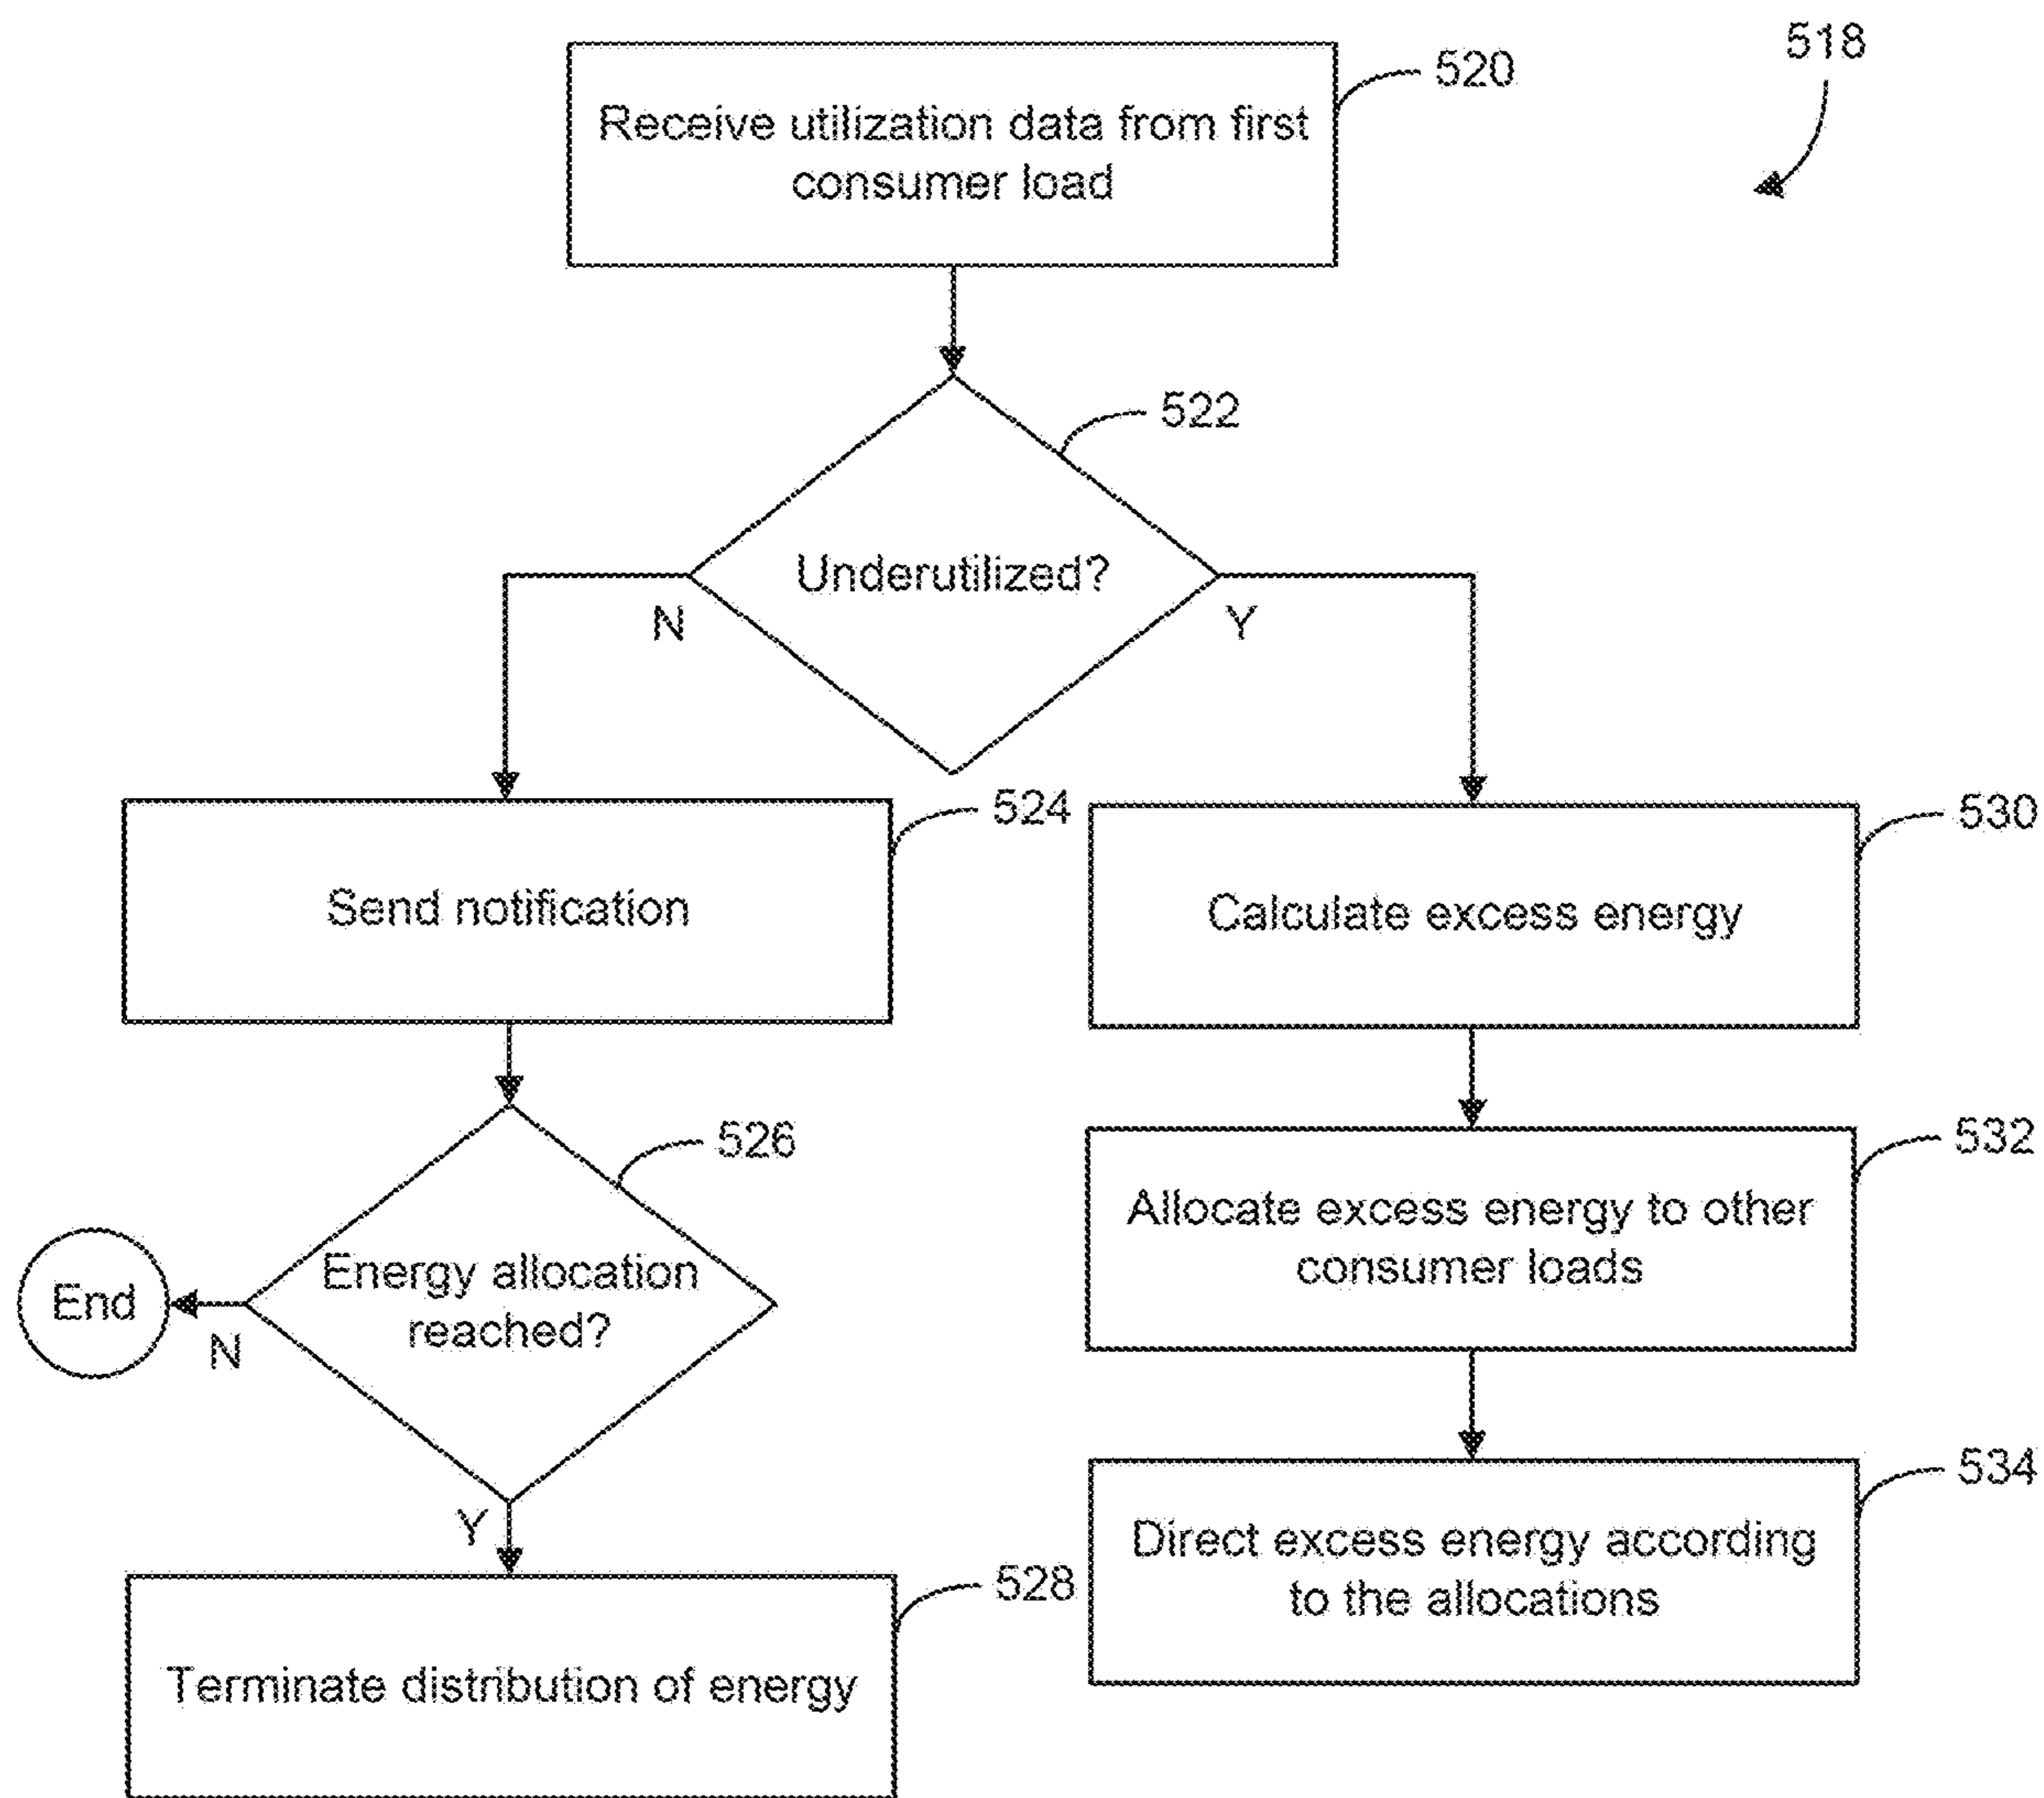 518
520
Receive utilization data from first
consumer load
522
Underutilized?
N
Y
524
Send notification
530
Calculate excess energy
526
Energy allocation
reached?
End
N
Y
532
Allocate excess energy to other
consumer loads
534
Direct excess energy according
to the allocations
528
Terminate distribution of energy